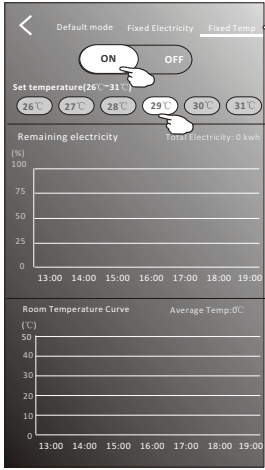 Default mode Fixed Electricity Fixed Temp
ON OFF
Set temperature(26℃~31℃)
26℃ 27℃ 28℃ 29℃ 30℃ 31℃
Remaining electricity Total Electricity: 0 kwh
(%)
100
75
50
25
0
13:00 14:00 15:00 16:00 17:00 18:00 19:00
Room Temperature Curve Average Temp:0℃
(℃)
50
40
30
20
10
0
13:00 14:00 15:00 16:00 17:00 18:00 19:00